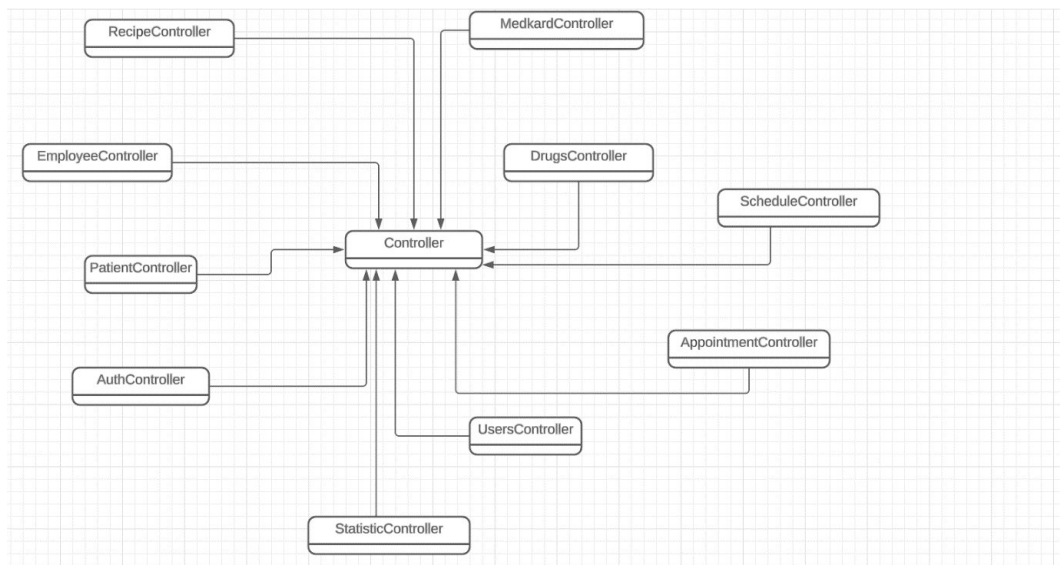 MedkardController
RecipeController
EmployeeController
DrugsController
ScheduleController
Controller
PatientController
AppointmentController
AuthController
UsersController
StatisticController